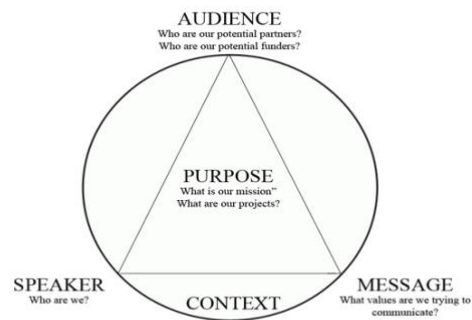 AUDIENCE
Who are our potential partners?
Who are our potential funders?
PURPOSE
What is our mission”
What are our projects?
SPEAKER
Who are we?
CONTEXT
MESSAGE
What values are we trying to
communicate?